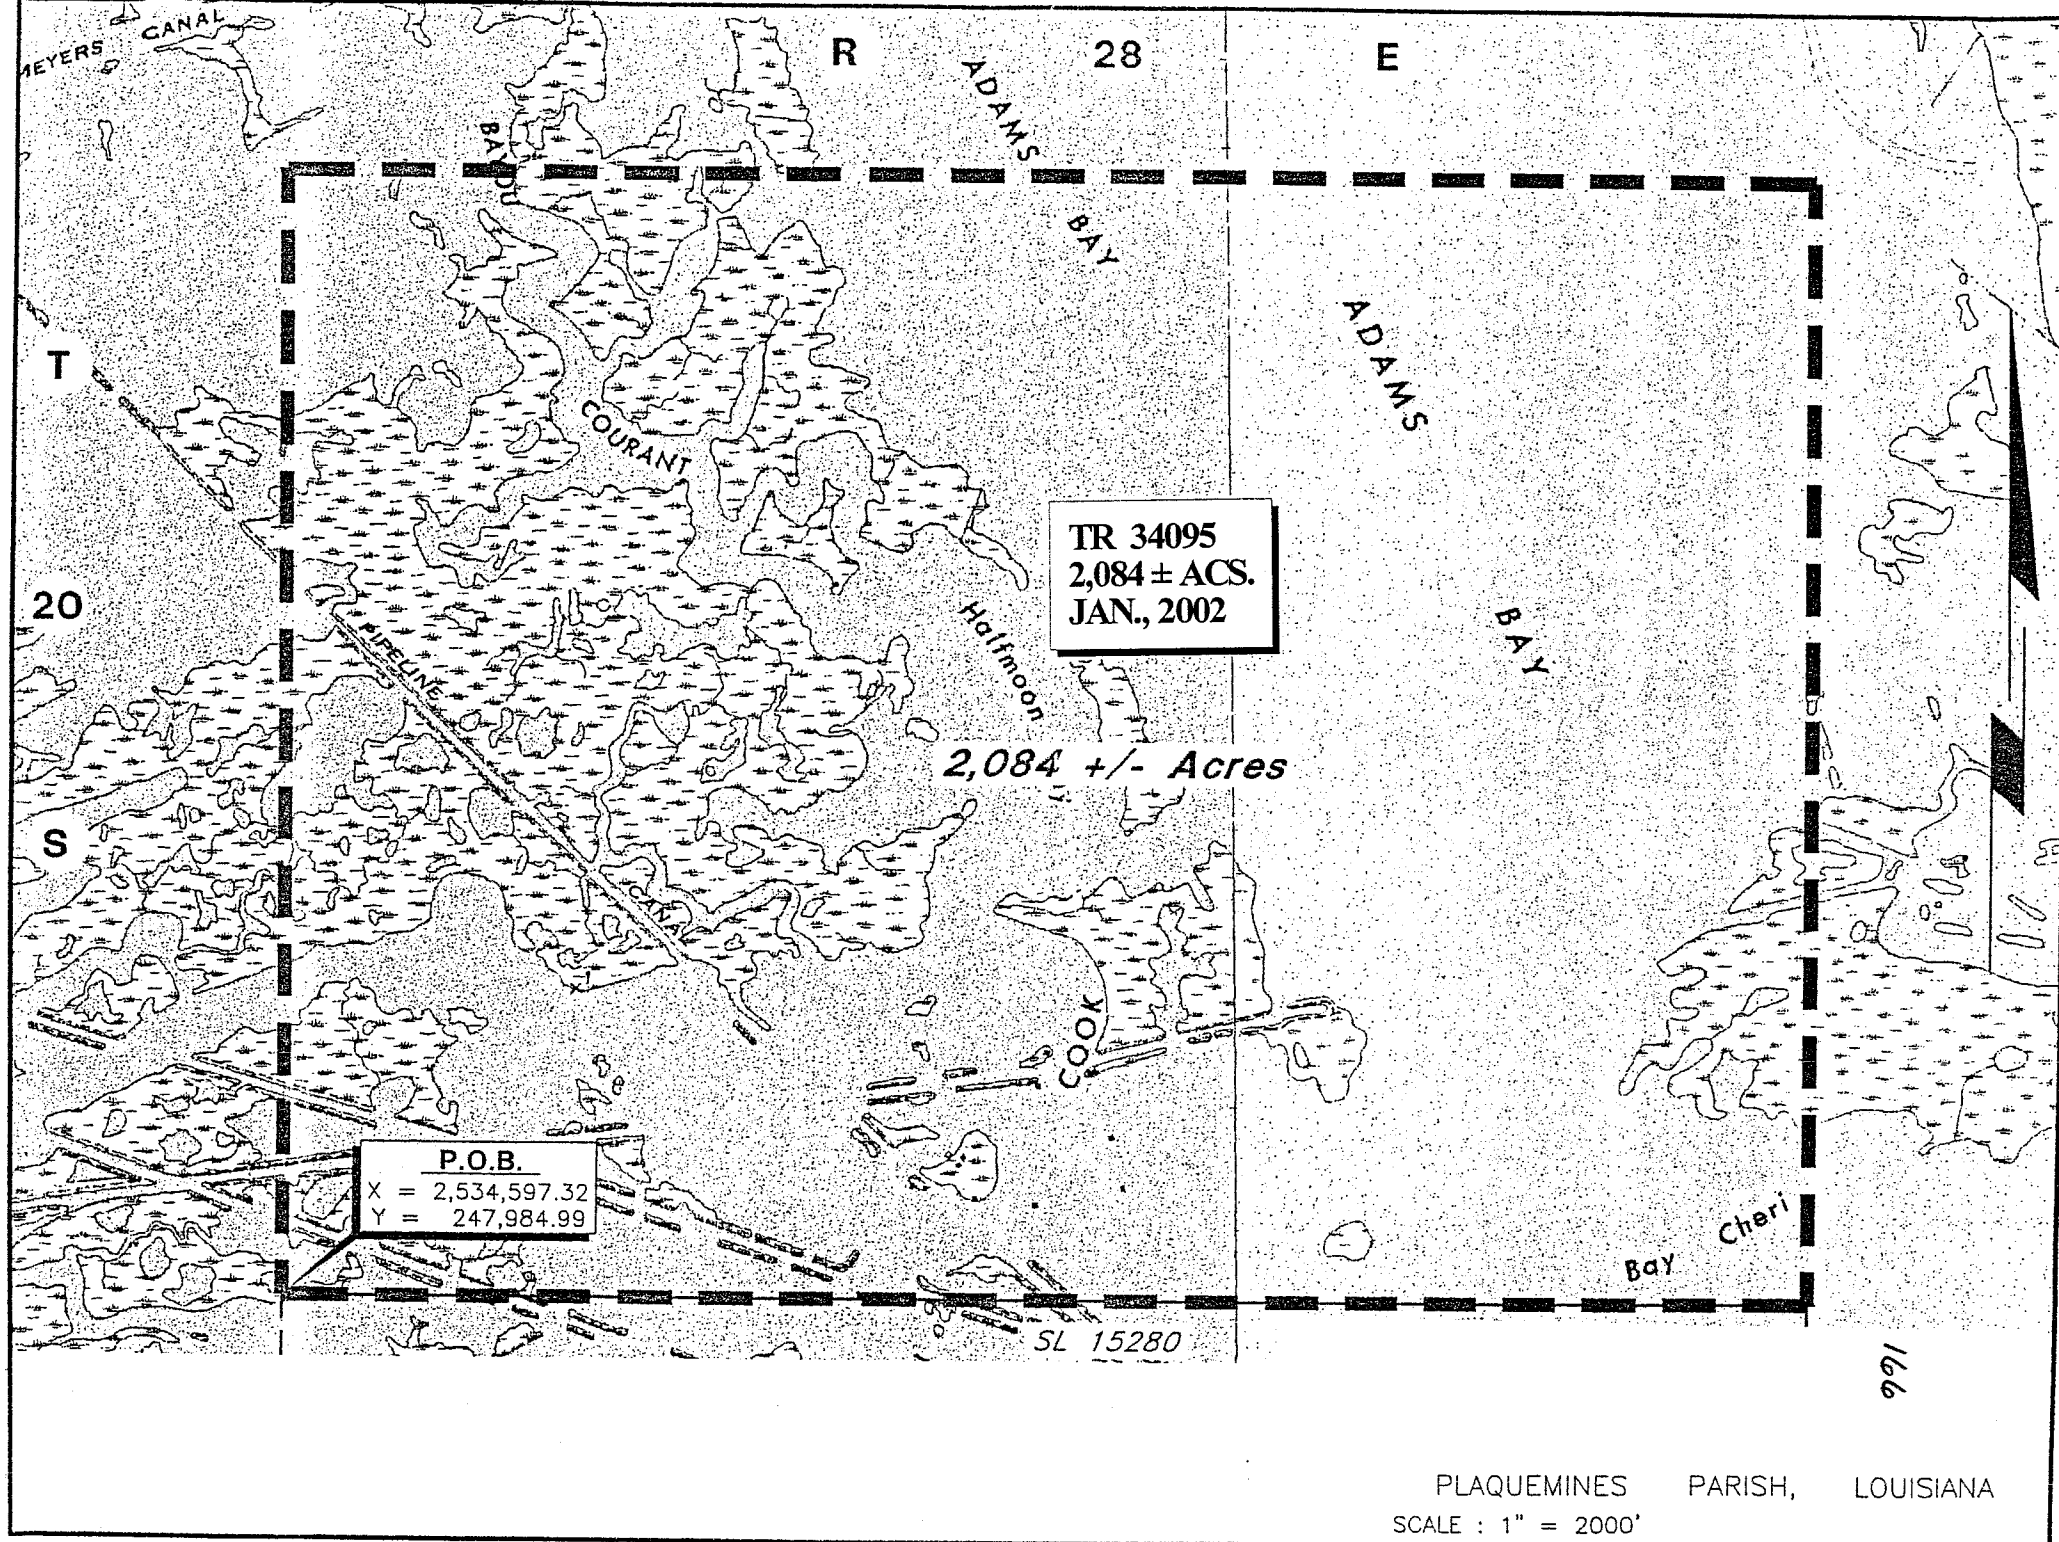 MEYERS CANAL
R 28 E
ADAMS
BAY
BAYOU
ADAMS
BAY
T
COURANT
TR 34095
2,084 ± ACS.
JAN., 2002
20
Halfmoon
PIPELINE
2,084 +/- Acres
S
CANAL
COOK
P.O.B.
X = 2,534,597.32
Y = 247,984.99
Bay Cheri
SL 15280
166
PLAQUEMINES PARISH, LOUISIANA
SCALE : 1" = 2000'